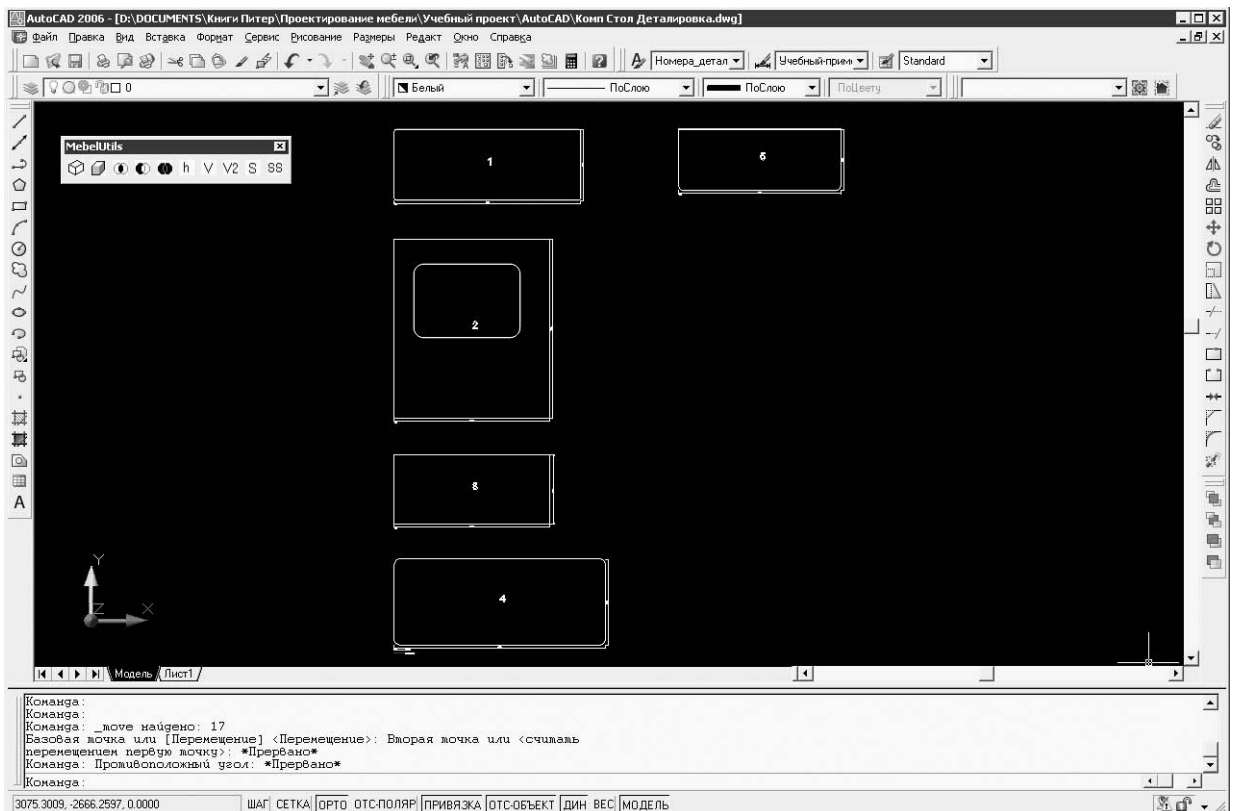 AutoCAD 2006 - [D:\DOCUMENTS\Книги Питер\Проектирование мебели\Учебный проект\AutoCAD\Комп Стол Деталировка.dwg]
Файл Правка Вид Вставка Формат Сервис Рисование Размеры Редакт Окно Справка
Номера_детал Учебный-прим Standard
0 Белый ПоСлою ПоСлою ПоЦвету
MebelUtils
h V V2 S SS
1
2
4
A
Y
Z X
Модель Лист1
Команда:
Команда:
Команда: _move найдено: 17
Базовая точка или [Перемещение] <Перемещение>: Вторая точка или <считать
перемещением первую точку>: *Прервано*
Команда: Противоположный угол: *Прервано*
Команда:
3075.3009, -2666.2597, 0.0000 ШАГ СЕТКА ОРТО ОТС-ПОЛЯР ПРИВЯЗКА ОТС-ОБЪЕКТ ДИН ВЕС МОДЕЛЬ